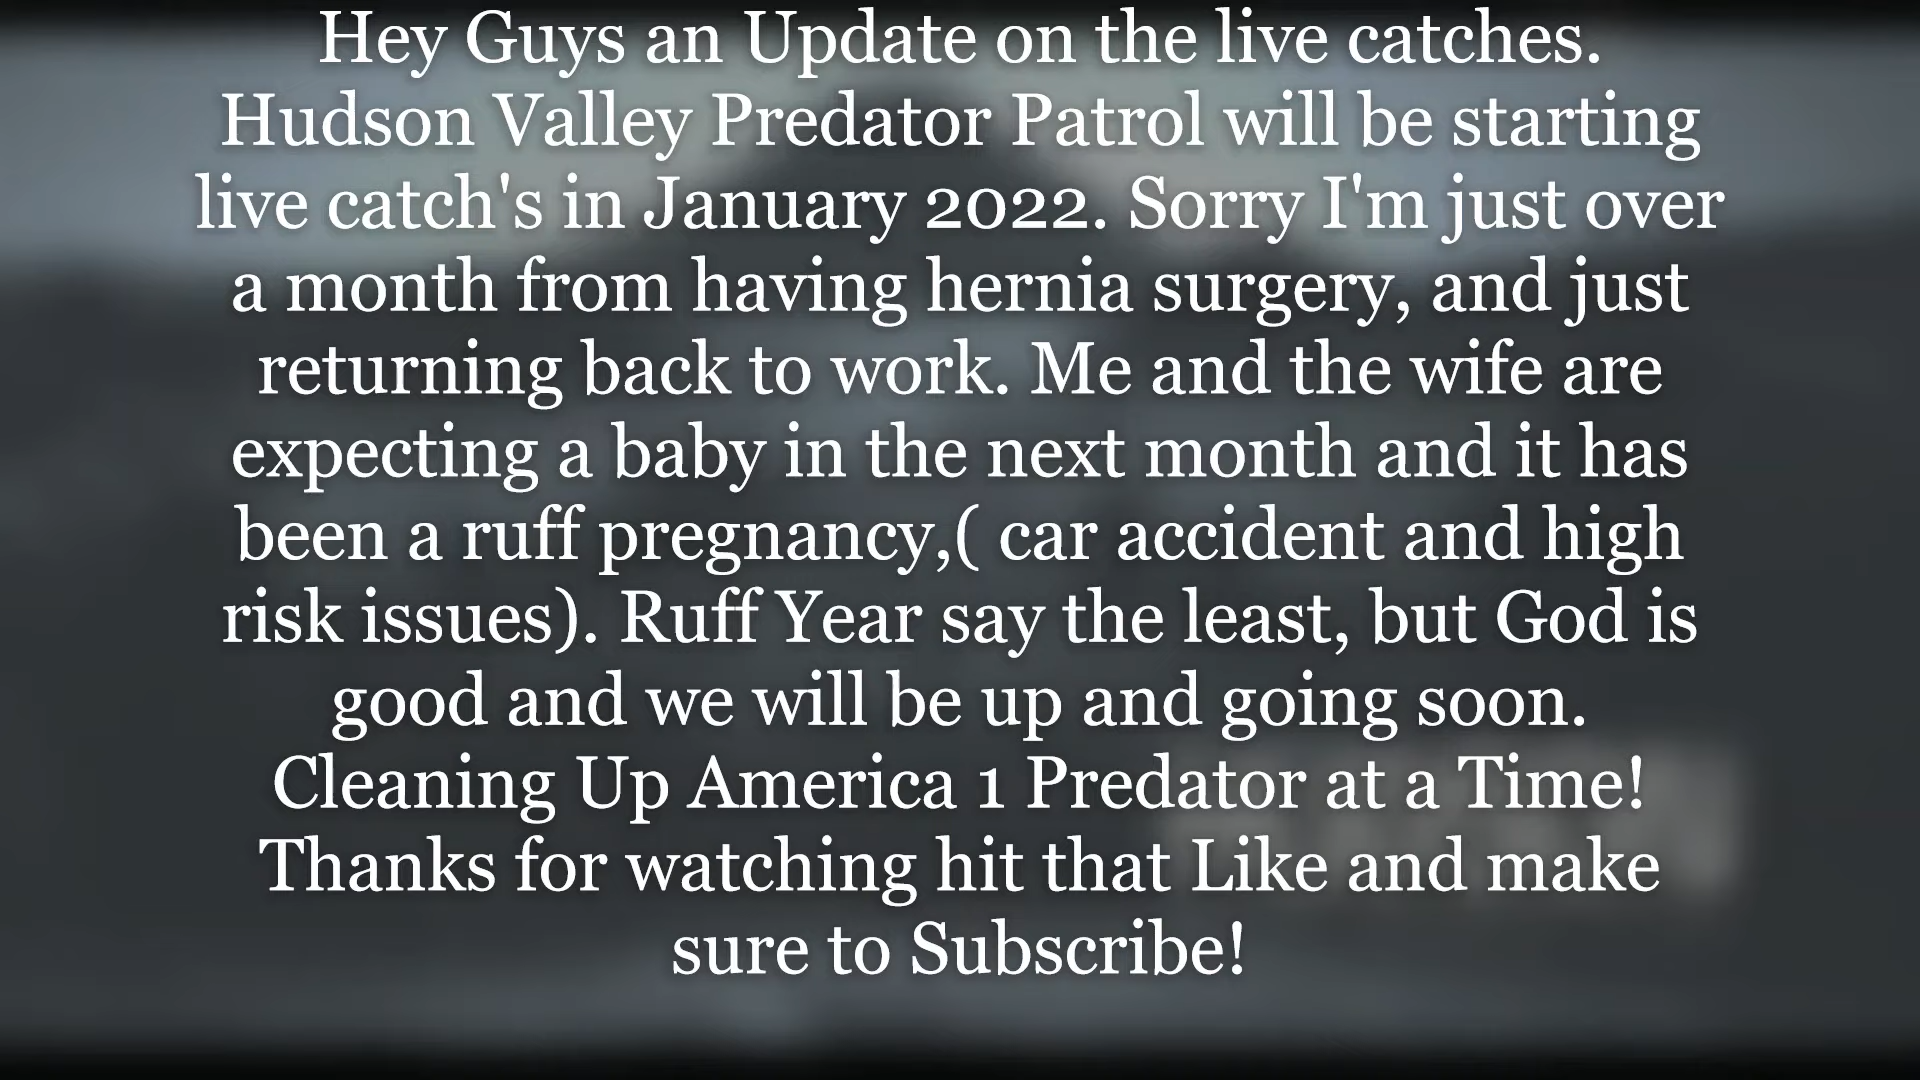 Hey Guys an Update on the live catches.
Hudson Valley Predator Patrol will be starting
live catch's in January 2022. Sorry I'm just over
a month from having hernia surgery, and just
returning back to work. Me and the wife are
expecting a baby in the next month and it has
been a ruff pregnancy,( car accident and high
risk issues). Ruff Year say the least, but God is
good and we will be up and going soon.
Cleaning Up America 1 Predator at a Time!
Thanks for watching hit that Like and make
sure to Subscribe!